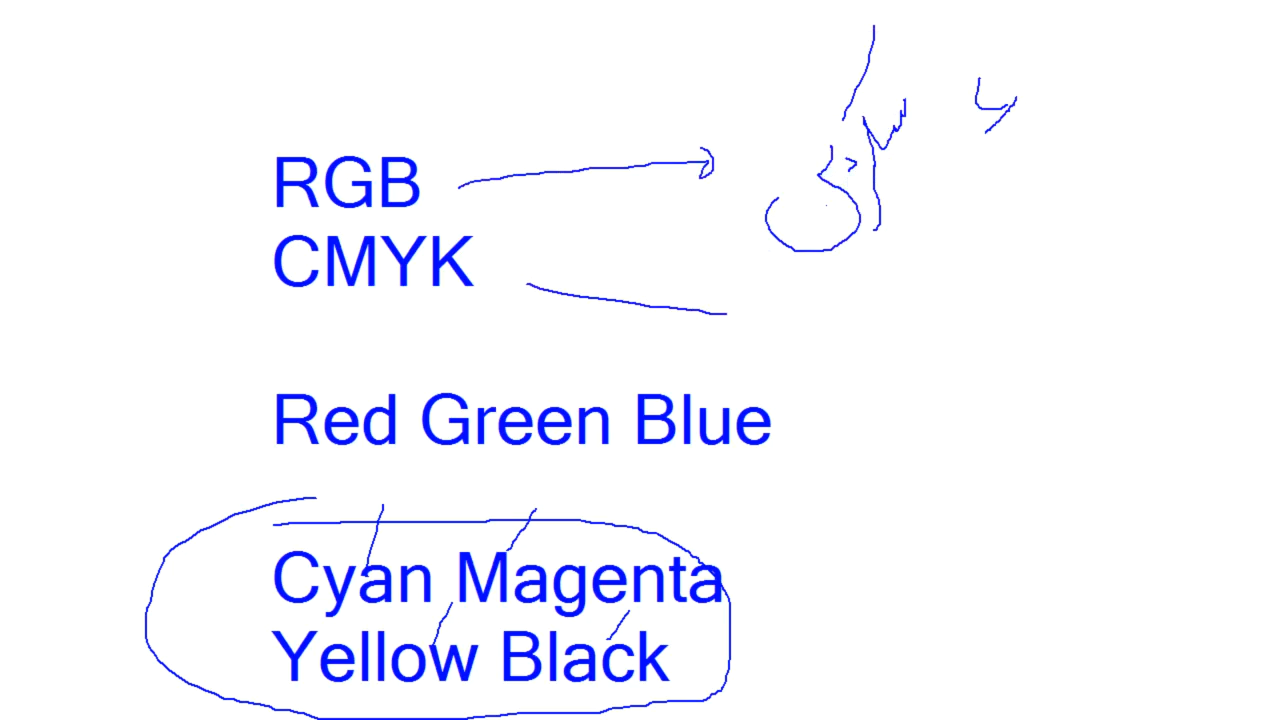 RGB
CMYK
Red Green Blue
Cyan Magenta
Yellow Black